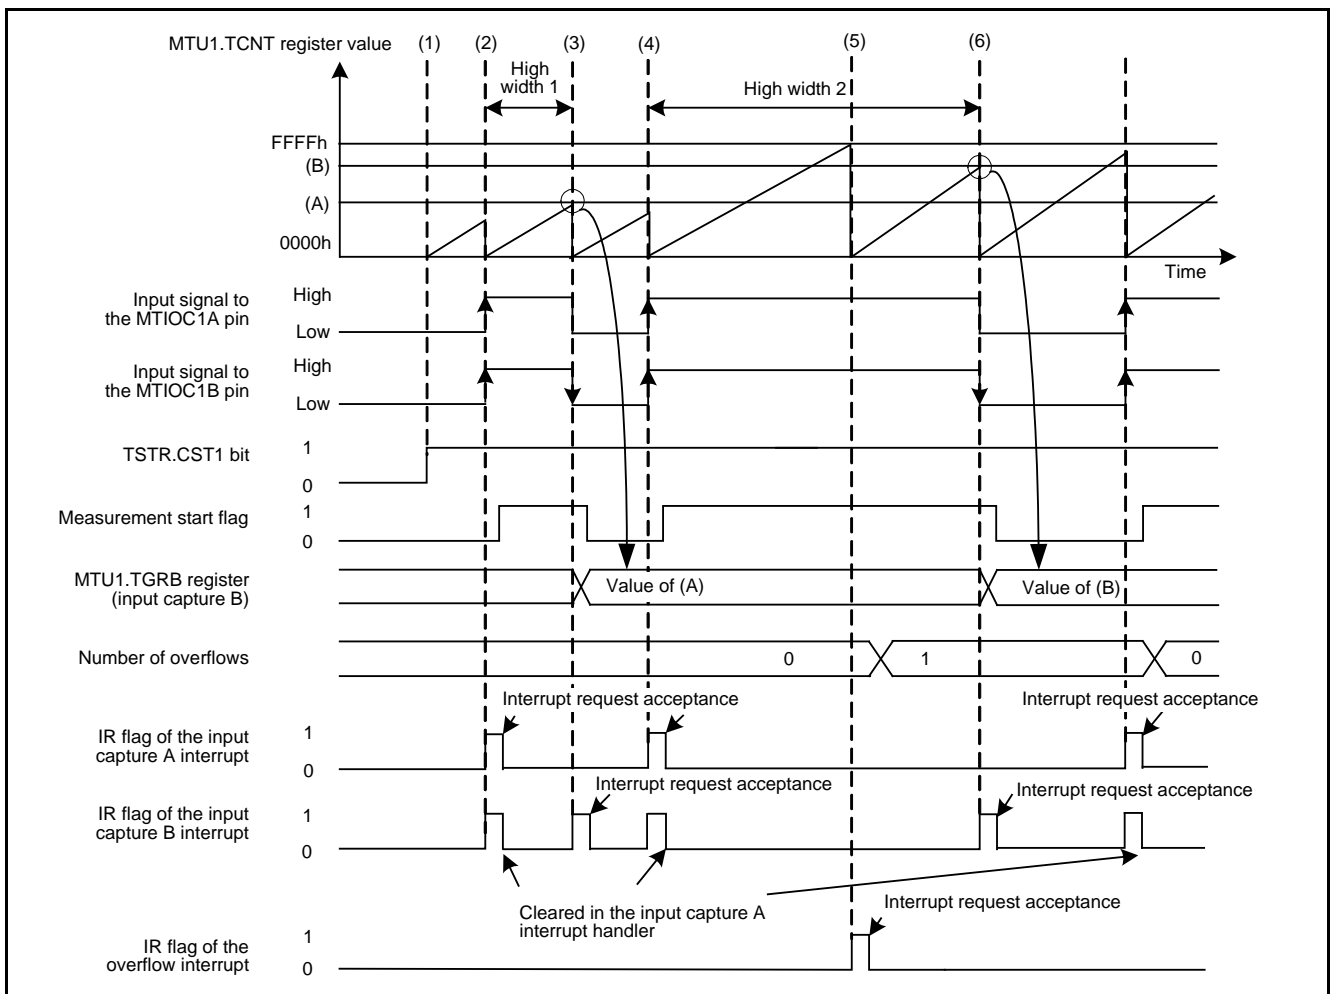 MTU1.TCNT register value
(1)
(2)
(3)
(4)
(5)
(6)
High
width 1
High width 2
FFFFh
(B)
(A)
0000h
Time
Input signal to
the MTIOC1A pin
High
Low
Input signal to
the MTIOC1B pin
High
Low
TSTR.CST1 bit
1
0
Measurement start flag
1
0
MTU1.TGRB register
(input capture B)
Value of (A)
Value of (B)
Number of overflows
0
1
0
Interrupt request acceptance
Interrupt request acceptance
IR flag of the input
capture A interrupt
1
0
Interrupt request acceptance
Interrupt request acceptance
IR flag of the input
capture B interrupt
1
0
Cleared in the input capture A
interrupt handler
Interrupt request acceptance
IR flag of the
overflow interrupt
1
0